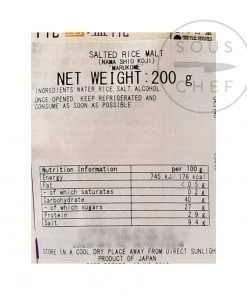 SOUS
CHEF
SALTED RICE MALT
(NAMA SHIO KOJI)
"MARUKOME"
NET WEIGHT:200 g
INGREDIENTS WATER RICE SALT ALCOHOL
ONCE OPENED, KEEP REFRIGERATED AND
CONSUME AS SOON AS POSSIBLE
Nutrition Information per 100g
Energy 745 kJ 176 kcal
Fat < 0.5 g
- of which saturates 0.2 g
Carbohydrate 40 g
- of which sugars 27 g
Protein 2.9 g
Salt 9.4 g
STORE IN A COOL DRY PLACE AWAY FROM DIRECT SUNLIGH
PRODUCT OF JAPAN